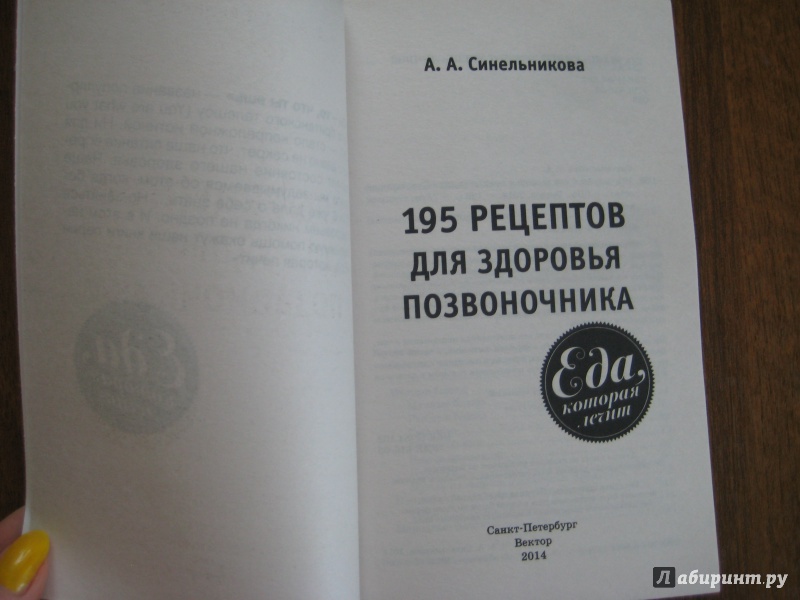 А. А. Синельникова
195 РЕЦЕПТОВ
ДЛЯ ЗДОРОВЬЯ
ПОЗВОНОЧНИКА
Еда,
которая
лечит
Санкт-Петербург
Вектор
2014
Лабиринт.ру